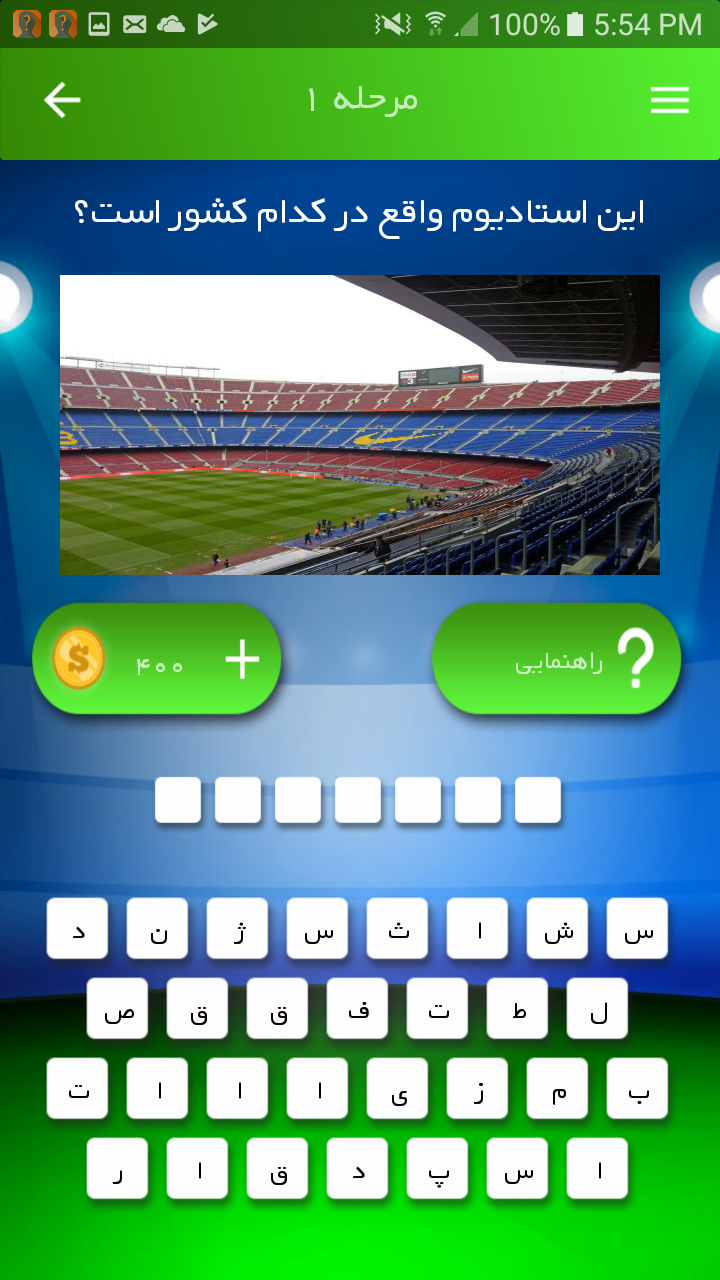 100% 5:54 PM
مرحله ۱
این استادیوم واقع در کدام کشور است؟
۴۰۰ +
راهنمایی ?
س ش ا ث س ژ ن د
ل ط ت ف ق ق ص
ب م ز ی ا ا ا ت
ا س پ د ق ا ر